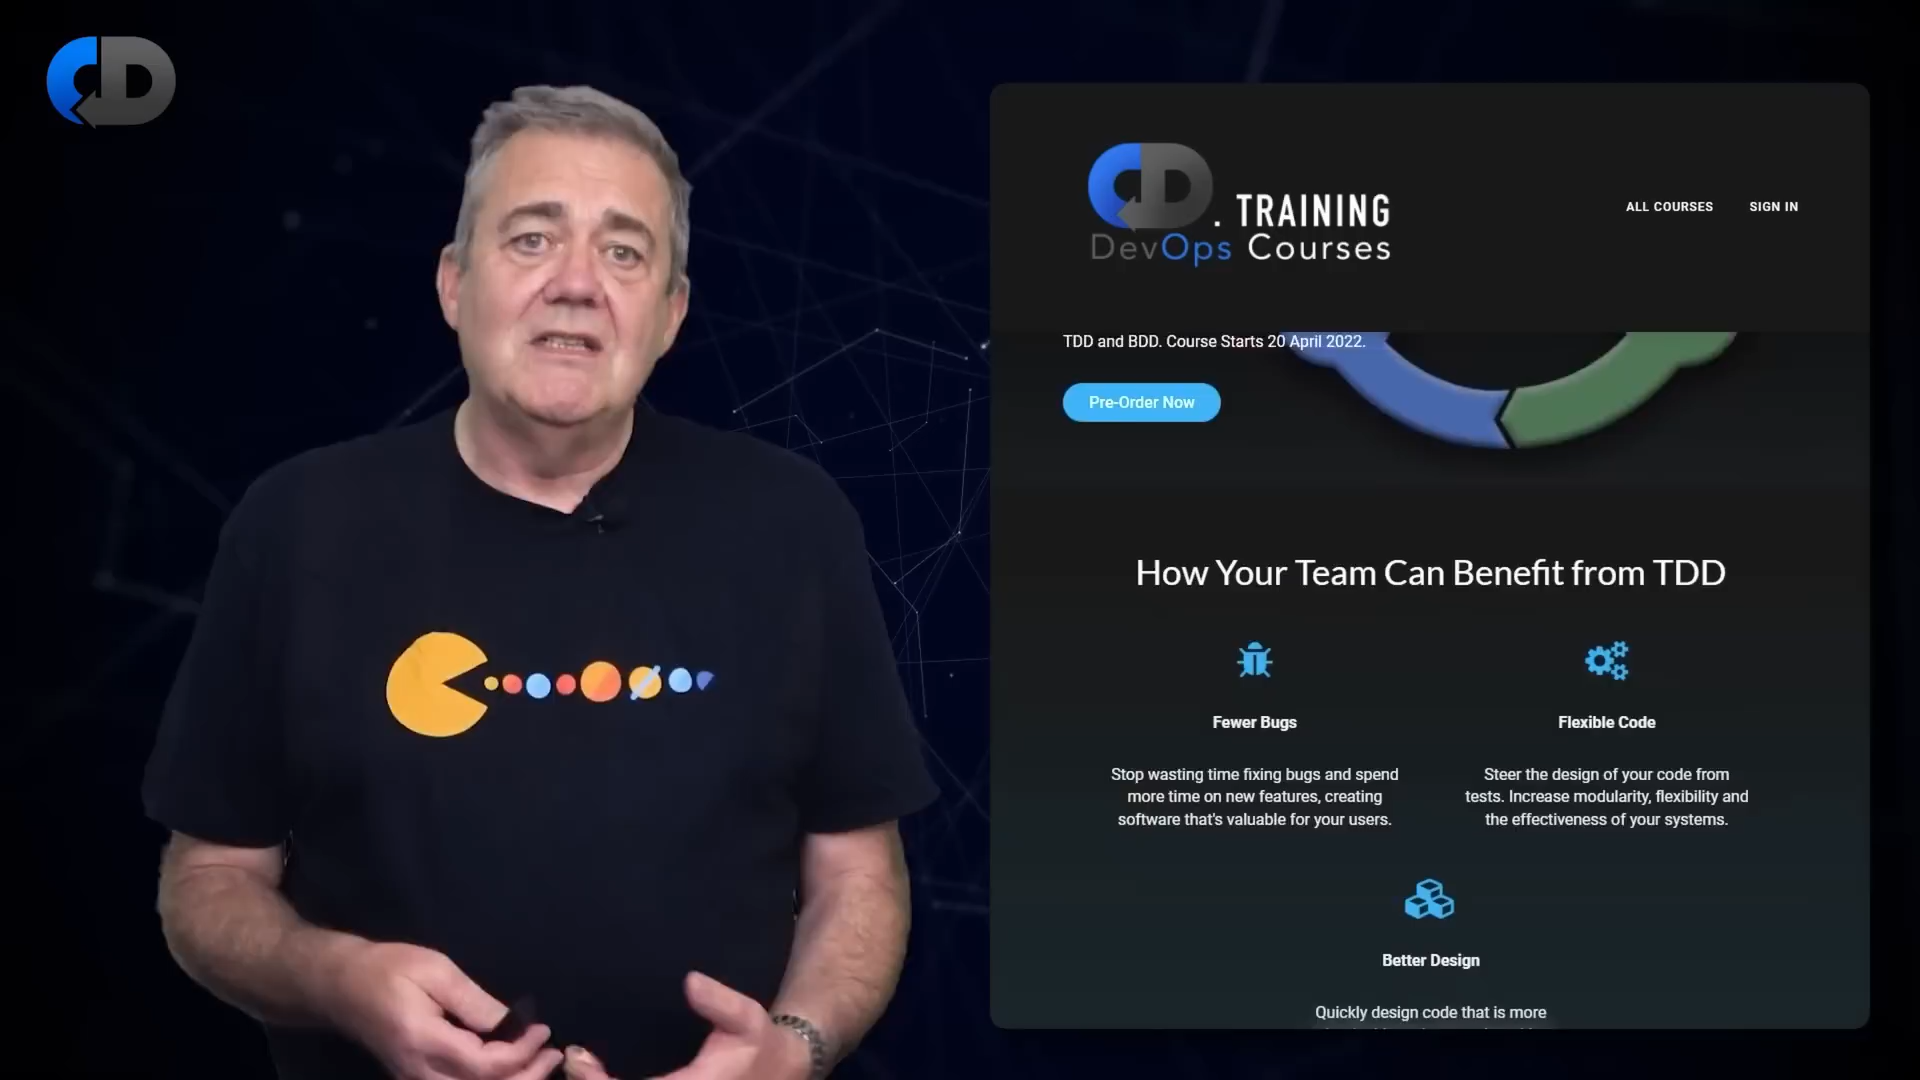 CD
CD. TRAINING
DevOps Courses
ALL COURSES
SIGN IN
TDD and BDD. Course Starts 20 April 2022.
Pre-Order Now
How Your Team Can Benefit from TDD
Fewer Bugs
Stop wasting time fixing bugs and spend
more time on new features, creating
software that's valuable for your users.
Flexible Code
Steer the design of your code from
tests. Increase modularity, flexibility and
the effectiveness of your systems.
Better Design
Quickly design code that is more